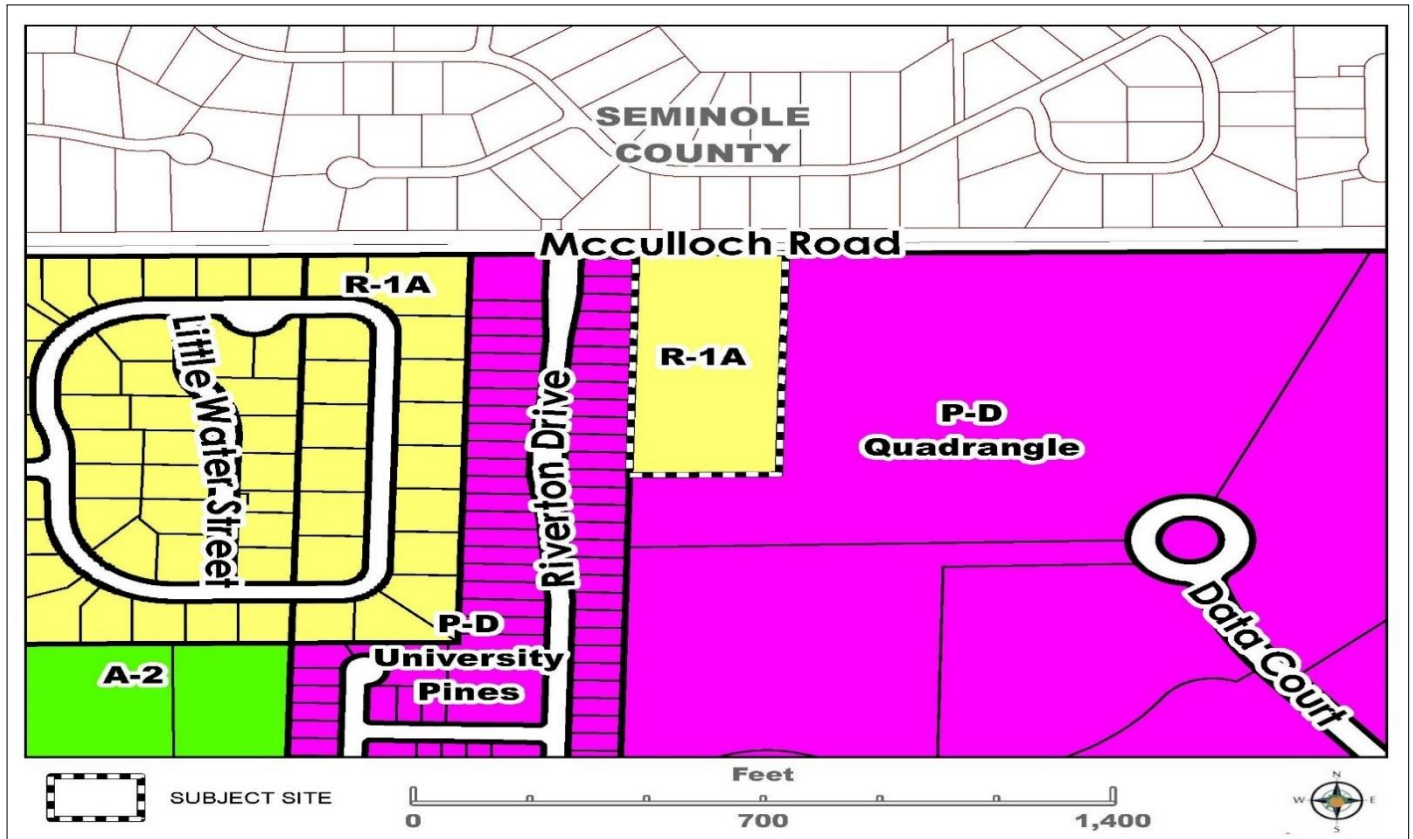 SEMINOLE
COUNTY
Mcculloch Road
R-1A
Little Water Street
Riverton Drive
R-1A
P-D
Quadrangle
P-D
University
Pines
A-2
Data Court
SUBJECT SITE
Feet
0
700
1,400
N
W
E
S